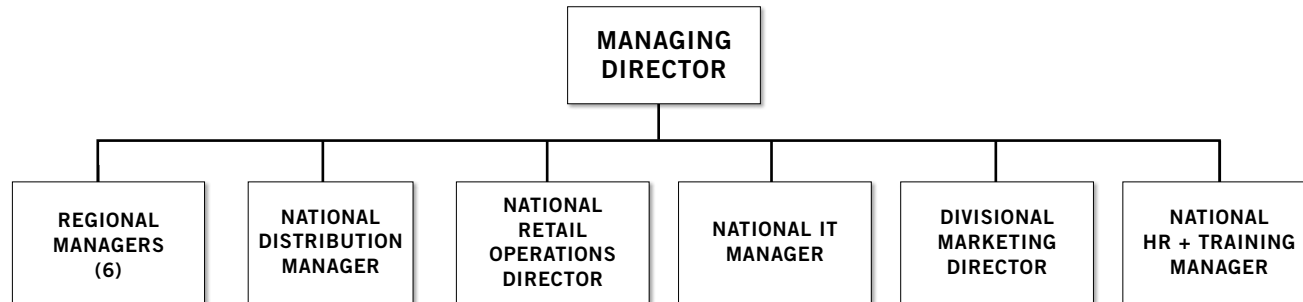 MANAGING
DIRECTOR
REGIONAL
MANAGERS
(6)
NATIONAL
DISTRIBUTION
MANAGER
NATIONAL
RETAIL
OPERATIONS
DIRECTOR
NATIONAL IT
MANAGER
DIVISIONAL
MARKETING
DIRECTOR
NATIONAL
HR + TRAINING
MANAGER